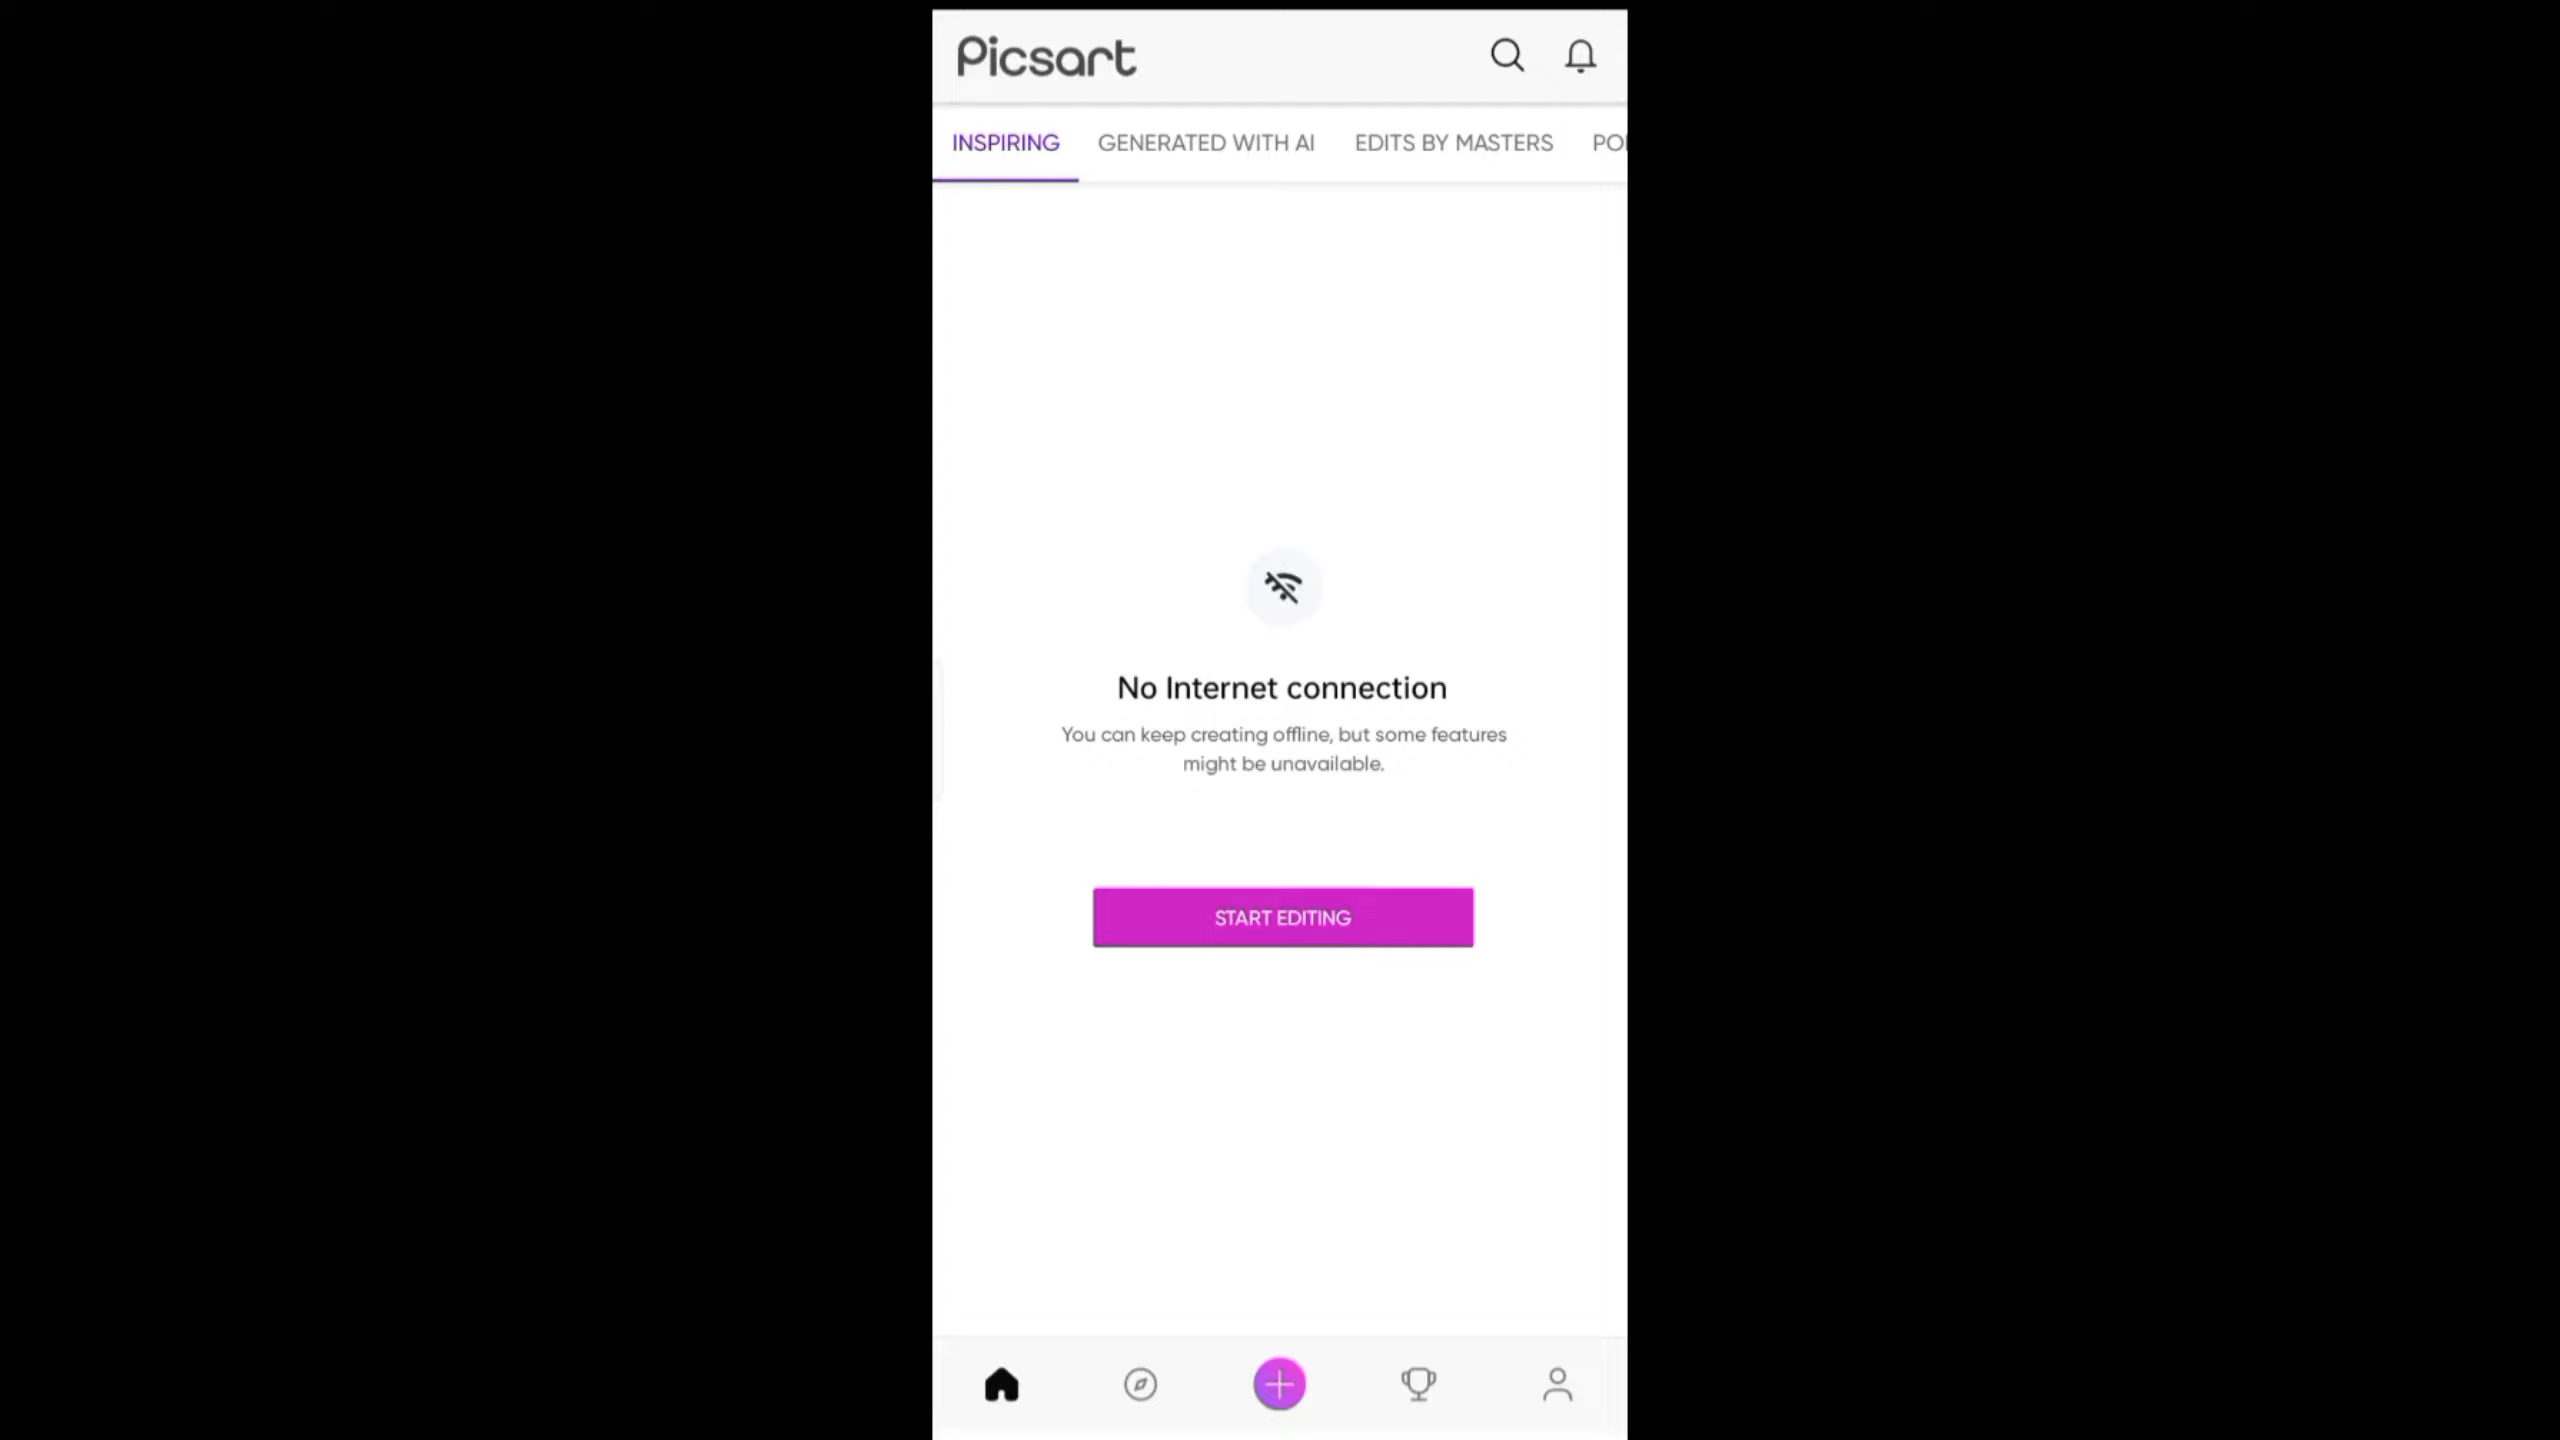 Picsart
INSPIRING GENERATED WITH AI EDITS BY MASTERS
No Internet connection
You can keep creating offline, but some features
might be unavailable.
START EDITING